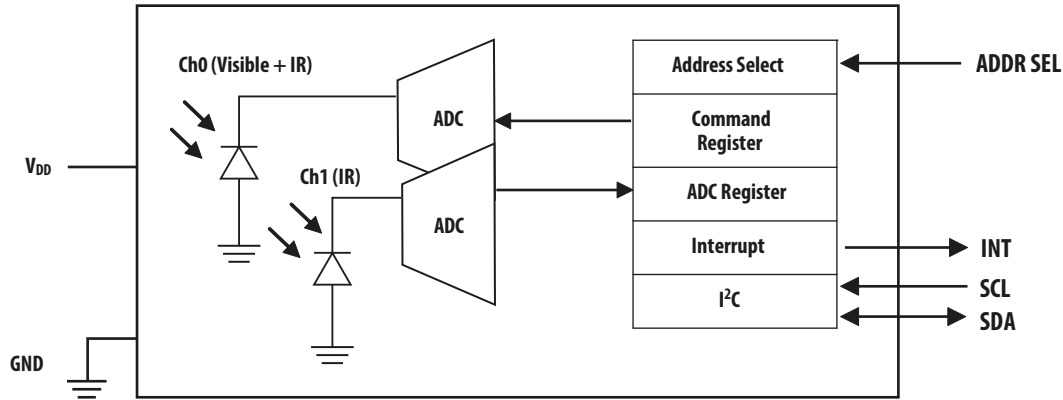 Ch0 (Visible + IR)
ADC
Address Select
ADDR SEL
Command
Register
VDD
Ch1 (IR)
ADC
ADC Register
Interrupt
INT
I²C
SCL
SDA
GND